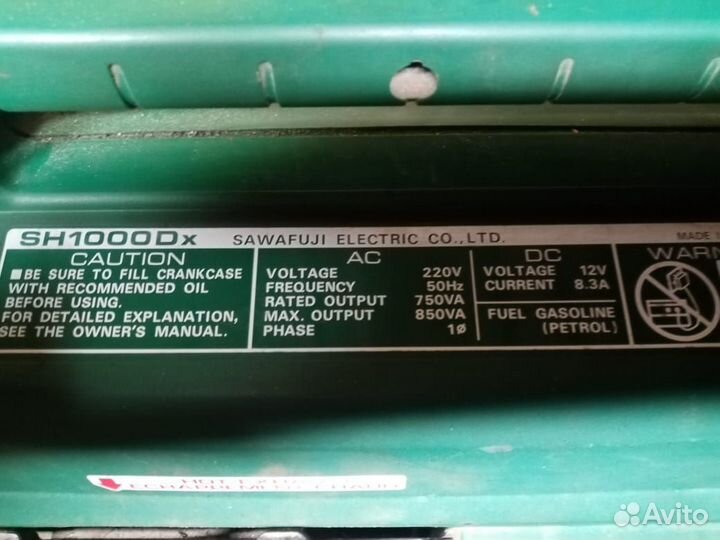 SH1000Dx SAWAFUJI ELECTRIC CO.,LTD. MADE
CAUTION
■BE SURE TO FILL CRANKCASE
WITH RECOMMENDED OIL
BEFORE USING.
FOR DETAILED EXPLANATION,
SEE THE OWNER'S MANUAL.
AC
VOLTAGE 220V
FREQUENCY 50Hz
RATED OUTPUT 750VA
MAX. OUTPUT 850VA
PHASE 1ø
DC
VOLTAGE 12V
CURRENT 8.3A
FUEL GASOLINE
(PETROL)
WARN
Avito